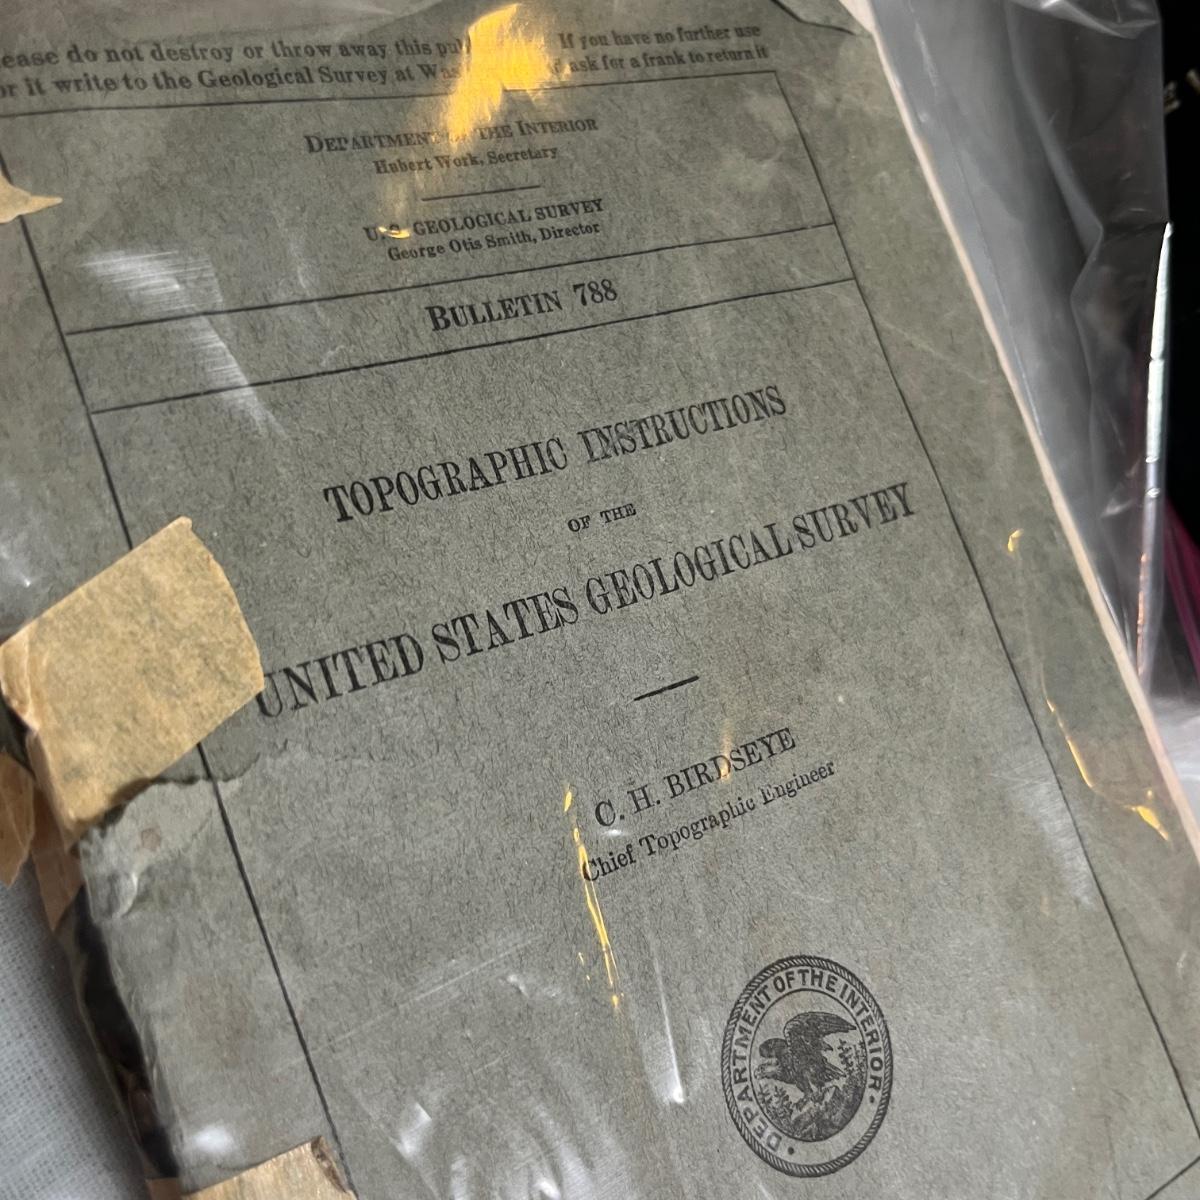 ease do not destroy or throw away this If you have no further use
or it write to the Geological Survey at ask for a frank to return it
DEPARTMENT THE INTERIOR
Hubert Work, Secretary
U.S. GEOLOGICAL SURVEY
George Otis Smith, Director
BULLETIN 788
TOPOGRAPHIC INSTRUCTIONS
OF THE
UNITED STATES GEOLOGICAL SURVEY
C. H. BIRDSEYE
Chief Topographic Engineer
DEPARTMENT OF THE INTERIOR